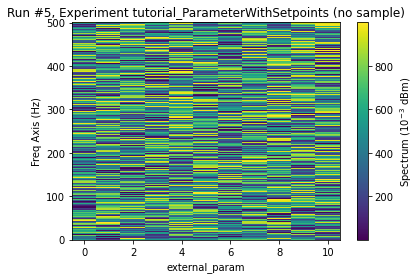 Run #5, Experiment tutorial_ParameterWithSetpoints (no sample)
500
400
300
200
100
0
Freq Axis (Hz)
0 2 4 6 8 10
external_param
800
600
400
200
Spectrum (10⁻³ dBm)